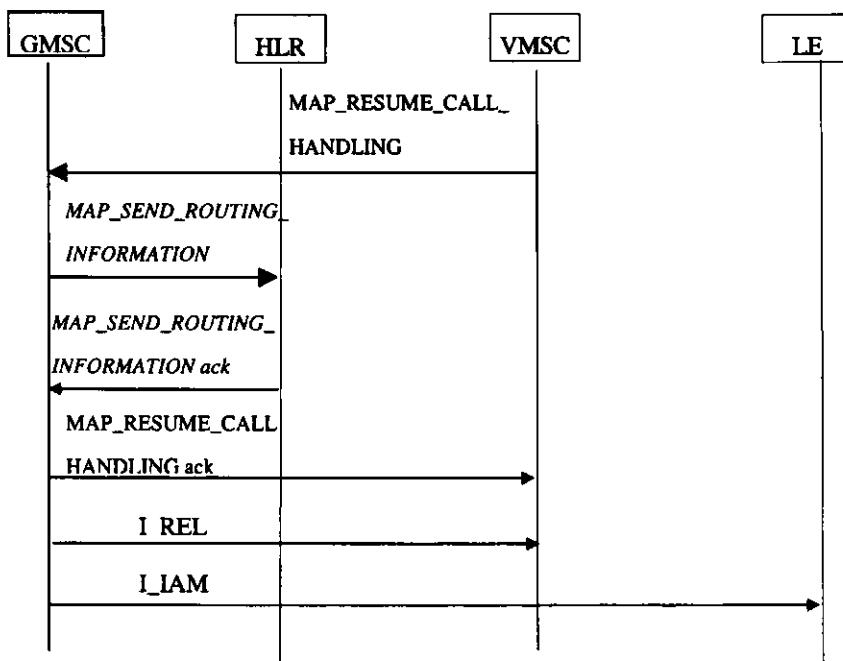 GMSC
HLR
VMSC
LE
MAP_RESUME_CALL_
HANDLING
MAP_SEND_ROUTING_
INFORMATION
MAP_SEND_ROUTING_
INFORMATION ack
MAP_RESUME_CALL
HANDLING ack
I_REL
I_IAM